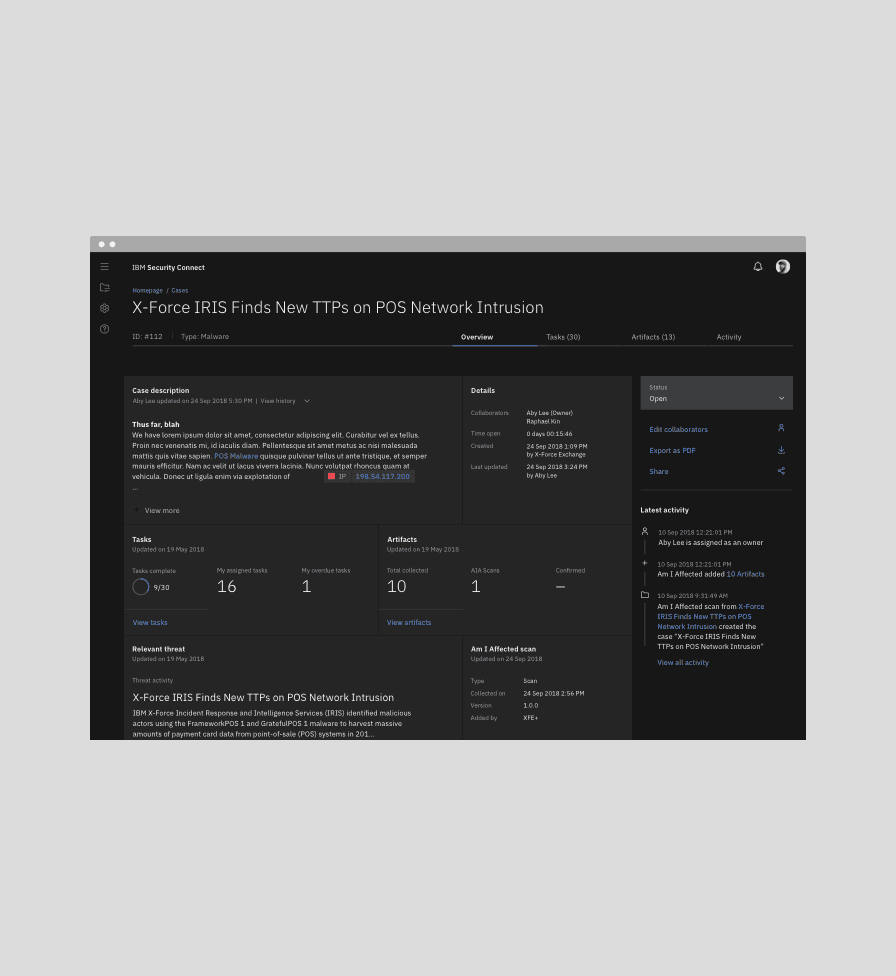 IBM Security Connect
Homepage / Cases
X-Force IRIS Finds New TTPs on POS Network Intrusion
ID: #112 | Type: Malware
Overview
Tasks (30)
Artifacts (13)
Activity
Case description
Aby Lee updated on 24 Sep 2018 5:30 PM | View history
Thus far, blah
We have lorem ipsum dolor sit amet, consectetur adipiscing elit. Curabitur vel ex tellus.
Proin nec venenatis mi, id iaculis diam. Pellentesque sit amet metus ac nisi malesuada
mattis quis vitae sapien. POS Malware quisque pulvinar tellus ut ante tristique, et semper
mauris efficitur. Nam ac velit ut lacus viverra lacinia. Nunc volutpat rhoncus quam at
vehicula. Donec ut ligula enim via explotation of IP 198.54.117.200
...
View more
Details
Collaborators Aby Lee (Owner)
Raphael Kin
Time open 0 days 00:15:46
Created 24 Sep 2018 1:09 PM
by X-Force Exchange
Last updated 24 Sep 2018 3:24 PM
by Aby Lee
Status
Open
Edit collaborators
Export as PDF
Share
Latest activity
10 Sep 2018 12:21:01 PM
Aby Lee is assigned as an owner
10 Sep 2018 12:21:01 PM
Am I Affected added 10 Artifacts
10 Sep 2018 9:31:49 AM
Am I Affected scan from X-Force
IRIS Finds New TTPs on POS
Network Intrusion created the
case "X-Force IRIS Finds New
TTPs on POS Network Intrusion"
View all activity
Tasks
Updated on 19 May 2018
Tasks complete
9/30
My assigned tasks
16
My overdue tasks
1
View tasks
Artifacts
Updated on 19 May 2018
Total collected
10
AIA Scans
1
Confirmed
–
View artifacts
Relevant threat
Updated on 19 May 2018
Threat activity
X-Force IRIS Finds New TTPs on POS Network Intrusion
IBM X-Force Incident Response and Intelligence Services (IRIS) identified malicious
actors using the FrameworkPOS 1 and GratefulPOS 1 malware to harvest massive
amounts of payment card data from point-of-sale (POS) systems in 201...
Am I Affected scan
Updated on 24 Sep 2018
Type Scan
Collected on 24 Sep 2018 2:56 PM
Version 1.0.0
Added by XFE+